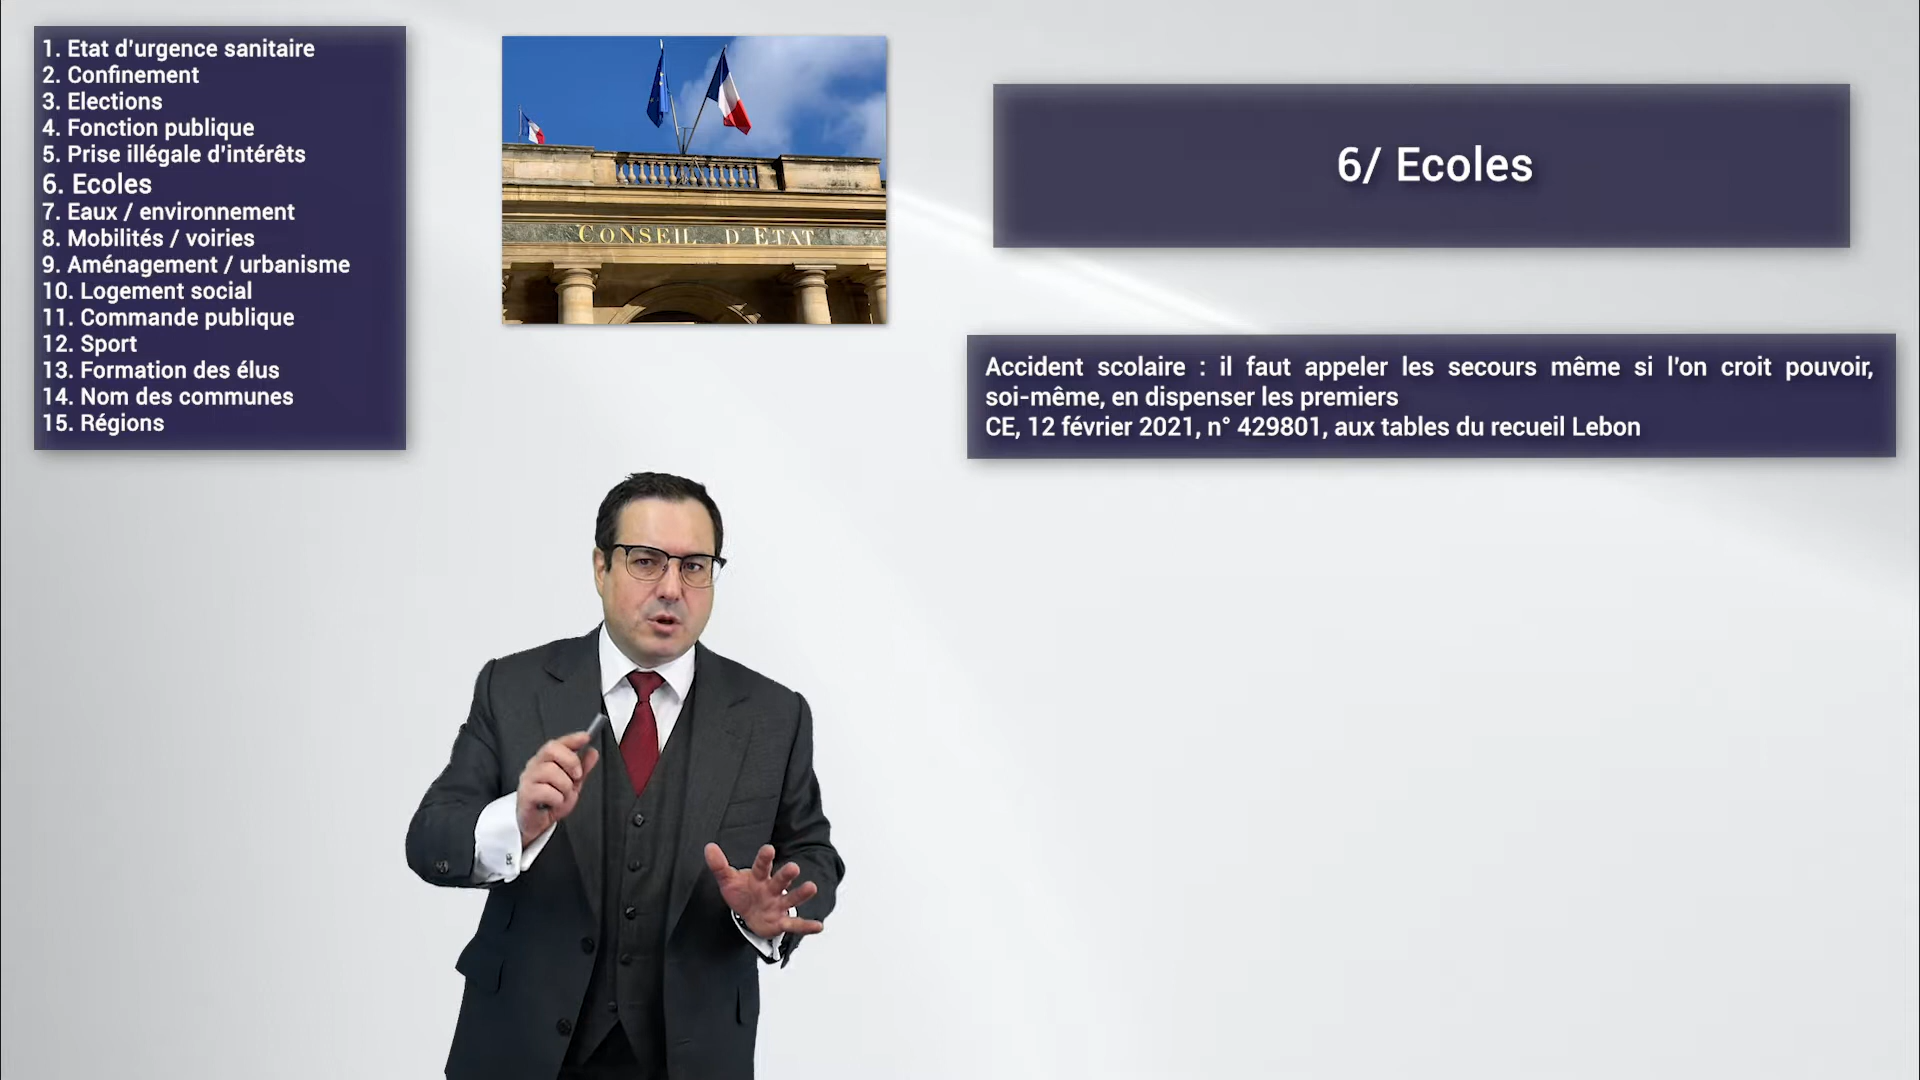 1. Etat d'urgence sanitaire
2. Confinement
3. Elections
4. Fonction publique
5. Prise illégale d'intérêts
6. Ecoles
7. Eaux / environnement
8. Mobilités / voiries
9. Aménagement / urbanisme
10. Logement social
11. Commande publique
12. Sport
13. Formation des élus
14. Nom des communes
15. Régions
CONSEIL D'ETAT
6/ Ecoles
Accident scolaire : il faut appeler les secours même si l'on croit pouvoir,
soi-même, en dispenser les premiers
CE, 12 février 2021, n° 429801, aux tables du recueil Lebon